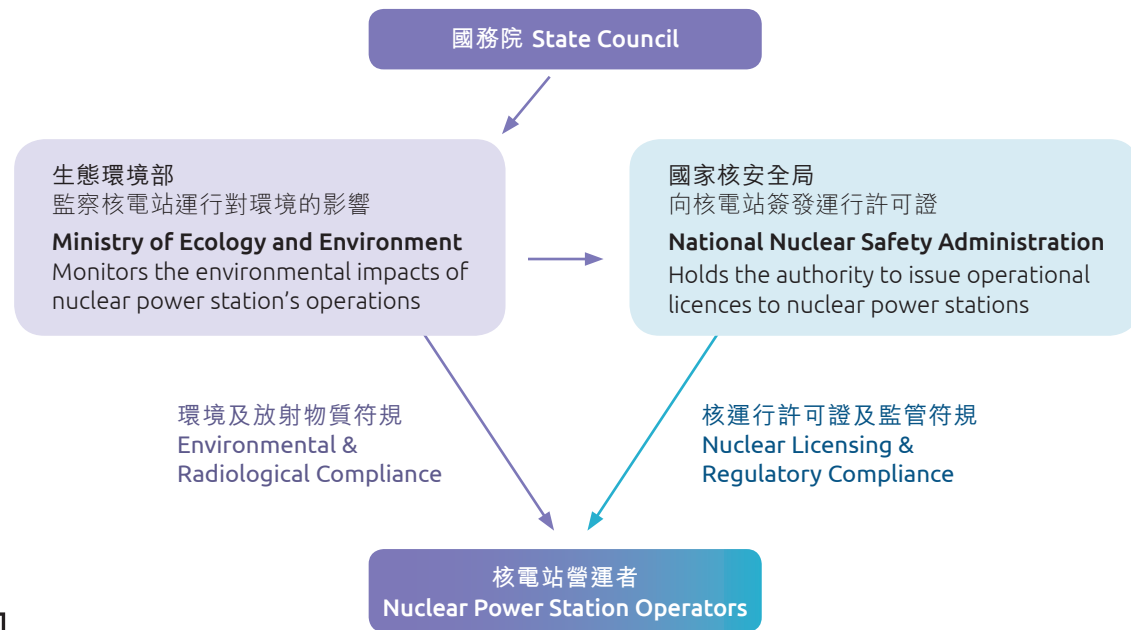 國務院 State Council
生態環境部
監察核電站運行對環境的影響
Ministry of Ecology and Environment
Monitors the environmental impacts of
nuclear power station's operations
國家核安全局
向核電站簽發運行許可證
National Nuclear Safety Administration
Holds the authority to issue operational
licences to nuclear power stations
環境及放射物質符規
Environmental &
Radiological Compliance
核運行許可證及監管符規
Nuclear Licensing &
Regulatory Compliance
核電站營運者
Nuclear Power Station Operators